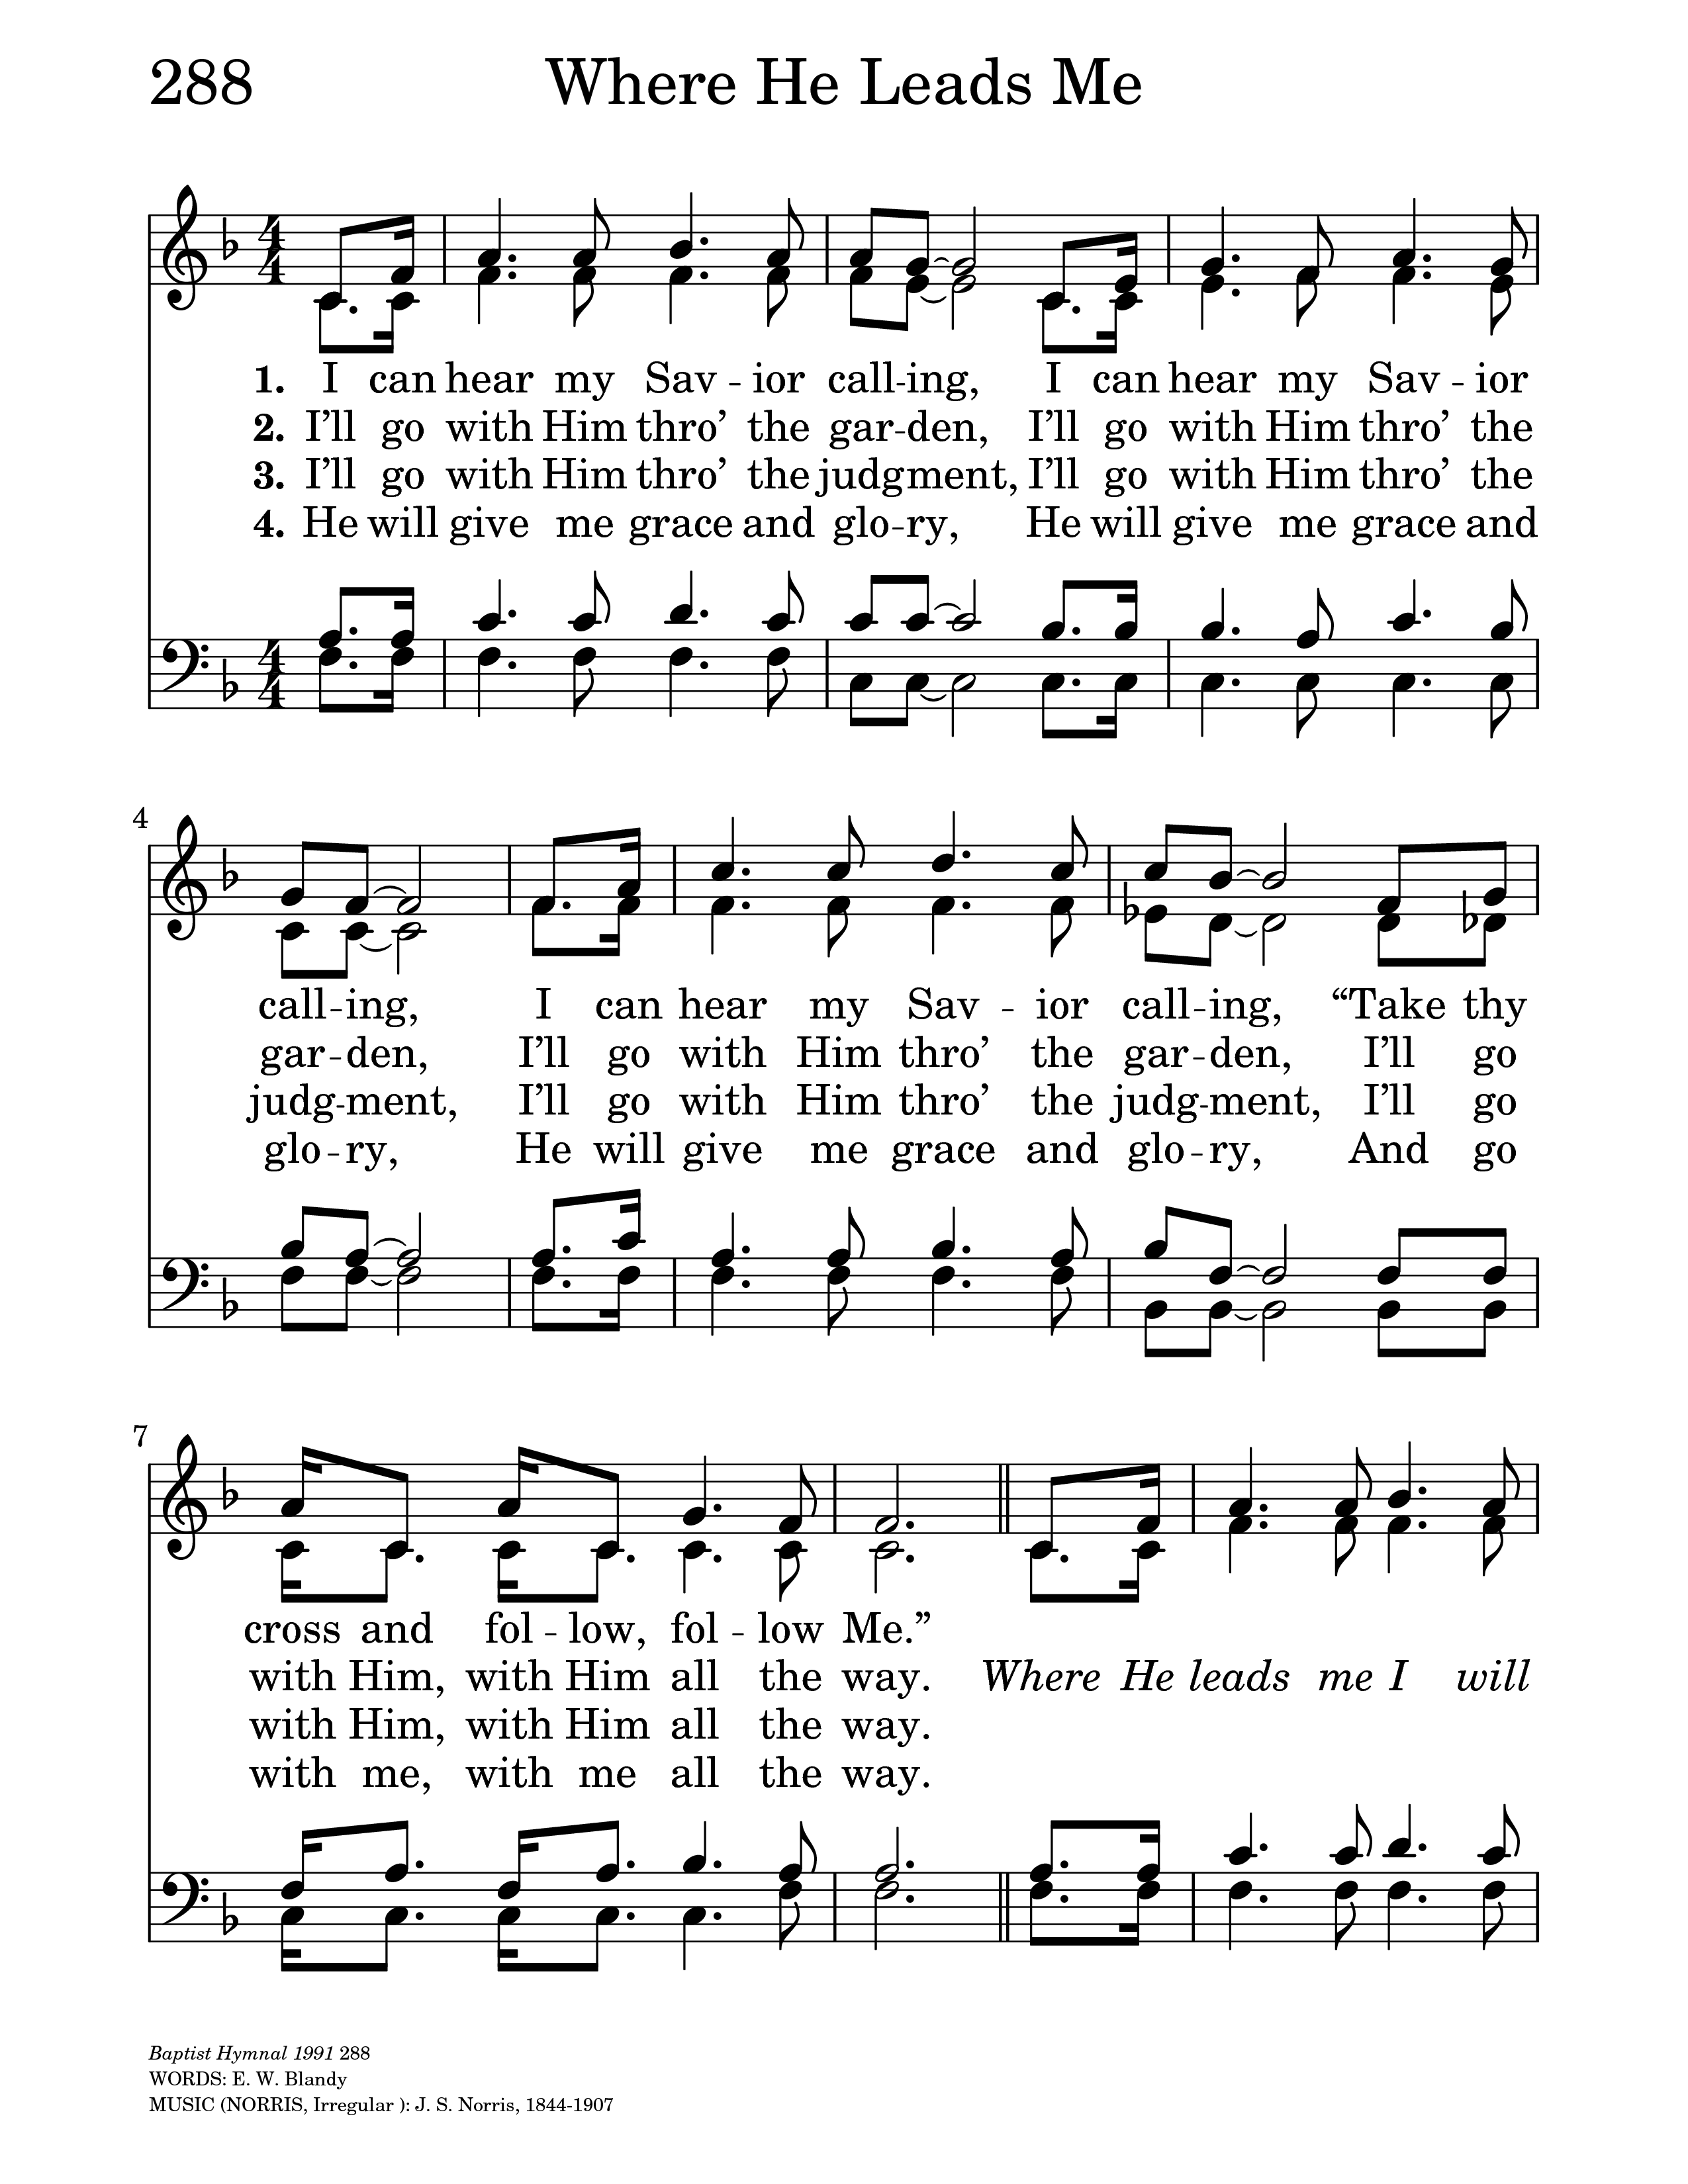 288 Where He Leads Me
1. I can hear my Sav - ior call - ing, I can hear my Sav - ior
2. I’ll go with Him thro’ the gar - den, I’ll go with Him thro’ the
3. I’ll go with Him thro’ the judgment, I’ll go with Him thro’ the
4. He will give me grace and glo - ry, He will give me grace and
4
call - ing, I can hear my Sav - ior call - ing, “Take thy
gar - den, I’ll go with Him thro’ the gar - den, I’ll go
judg - ment, I’ll go with Him thro’ the judg - ment, I’ll go
glo - ry, He will give me grace and glo - ry, And go
7
cross and fol - low, fol - low Me.”
with Him, with Him all the way. Where He leads me I will
with Him, with Him all the way.
with me, with me all the way.
Baptist Hymnal 1991 288
WORDS: E. W. Blandy
MUSIC (NORRIS, Irregular ): J. S. Norris, 1844-1907